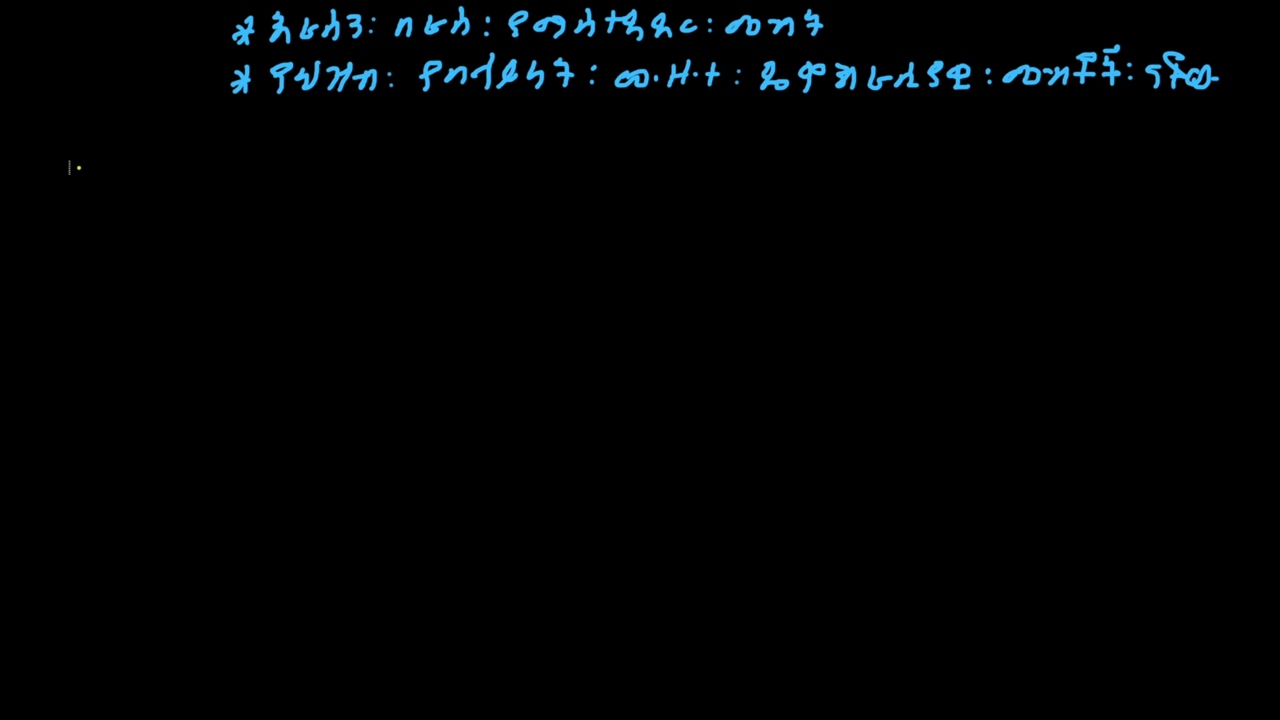 * እራስን: በራስ: የማስተዳደር: መብት
* የህዝብ: የበላይነት: ወ.ዘ.ተ: ዴሞክራሲያዊ: መብቶች: ናቸው